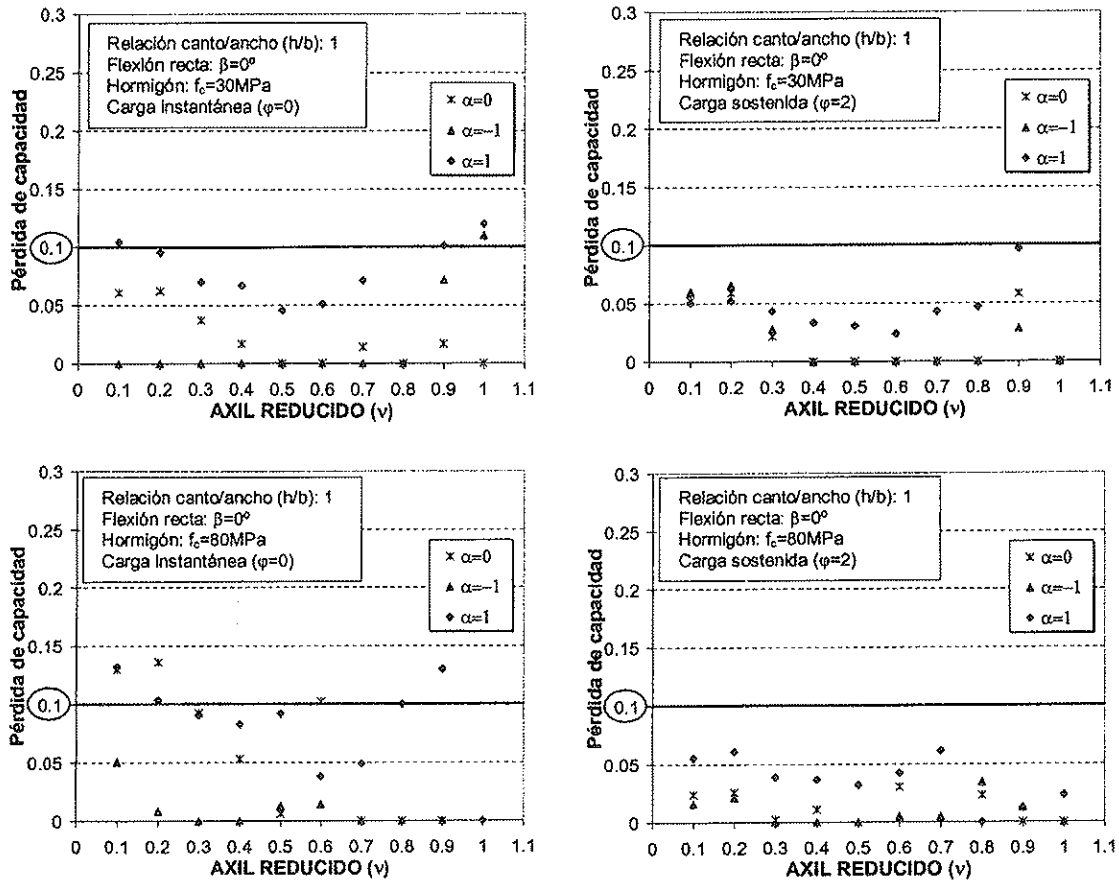 0.3
Relación canto/ancho (h/b): 1
Flexión recta: β=0º
Hormigón: fc=30MPa
Carga instantánea (φ=0)
α=0
α=−1
α=1
0.25
0.2
0.15
0.1
0.05
0
Pérdida de capacidad
0 0.1 0.2 0.3 0.4 0.5 0.6 0.7 0.8 0.9 1 1.1
AXIL REDUCIDO (ν)
0.3
Relación canto/ancho (h/b): 1
Flexión recta: β=0º
Hormigón: fc=30MPa
Carga sostenida (φ=2)
α=0
α=−1
α=1
0.25
0.2
0.15
0.1
0.05
0
Pérdida de capacidad
0 0.1 0.2 0.3 0.4 0.5 0.6 0.7 0.8 0.9 1 1.1
AXIL REDUCIDO (ν)
0.3
Relación canto/ancho (h/b): 1
Flexión recta: β=0º
Hormigón: fc=80MPa
Carga Instantánea (φ=0)
α=0
α=−1
α=1
0.25
0.2
0.15
0.1
0.05
0
Pérdida de capacidad
0 0.1 0.2 0.3 0.4 0.5 0.6 0.7 0.8 0.9 1 1.1
AXIL REDUCIDO (ν)
0.3
Relación canto/ancho (h/b): 1
Flexión recta: β=0º
Hormigón: fc=80MPa
Carga sostenida (φ=2)
α=0
α=−1
α=1
0.25
0.2
0.15
0.1
0.05
0
Pérdida de capacidad
0 0.1 0.2 0.3 0.4 0.5 0.6 0.7 0.8 0.9 1 1.1
AXIL REDUCIDO (ν)